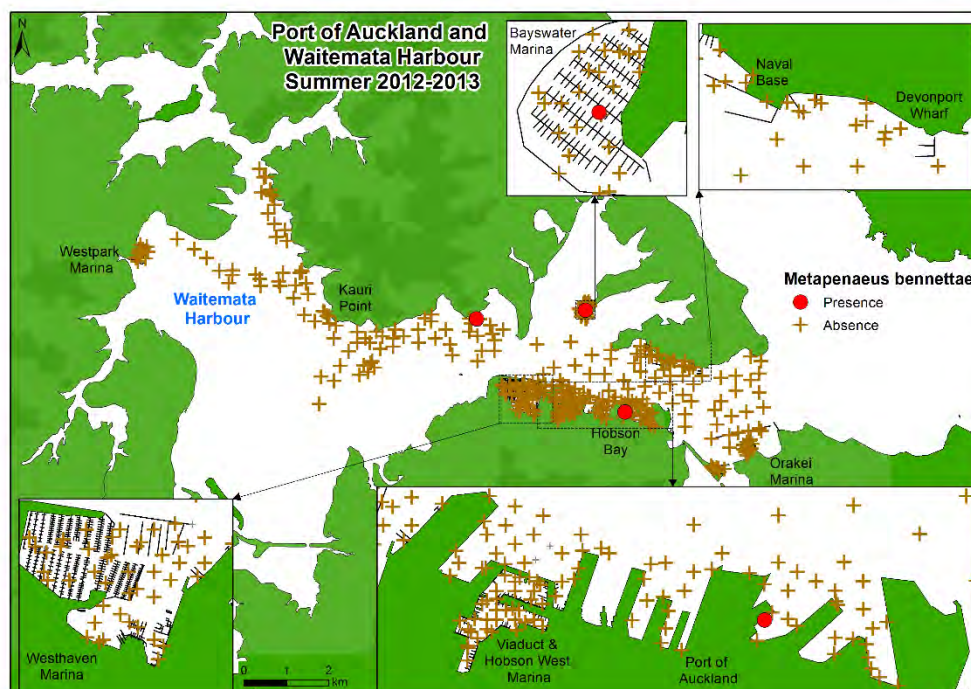 N
Port of Auckland and
Waitemata Harbour
Summer 2012-2013
Bayswater
Marina
Naval
Base
Devonport
Wharf
Westpark
Marina
Waitemata
Harbour
Kauri
Point
Metapenaeus bennettae
Presence
Absence
Hobson
Bay
Orakei
Marina
Westhaven
Marina
0 1 2
km
Viaduct &
Hobson West
Marina
Port of
Auckland